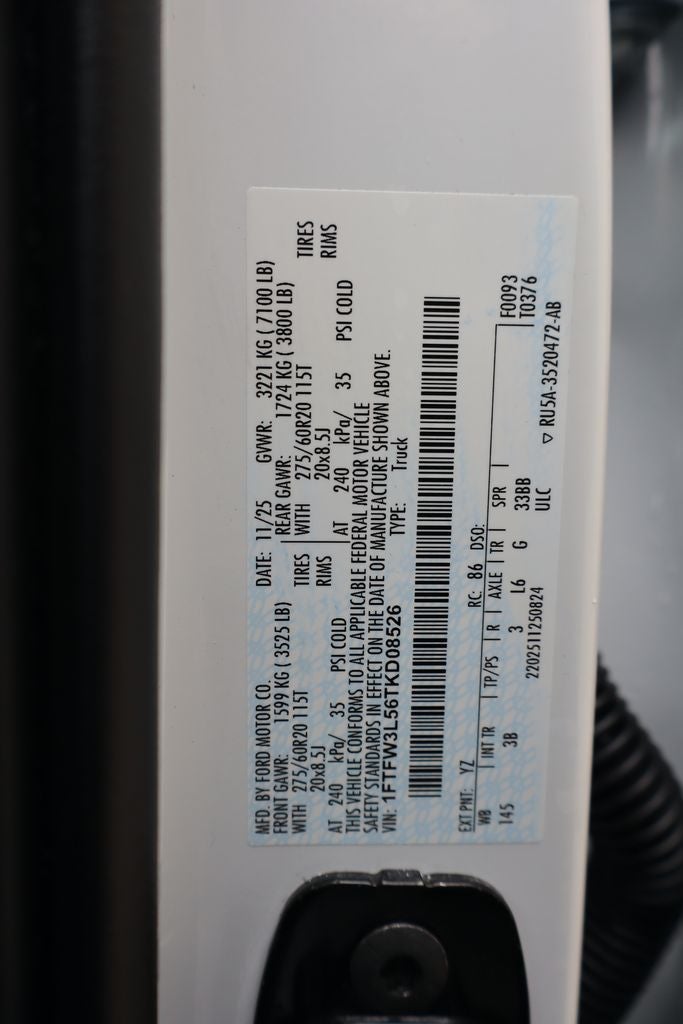 MFD. BY FORD MOTOR CO.
DATE: 11/25 GVWR: 3221 KG ( 7100 LB)
FRONT GAWR: 1599 KG ( 3525 LB)
REAR GAWR: 1724 KG ( 3800 LB)
WITH 275/60R20 115T TIRES
WITH 275/60R20 115T TIRES
20x8.5J RIMS
20x8.5J RIMS
AT 240 kPa/ 35 PSI COLD
AT 240 kPa/ 35 PSI COLD
THIS VEHICLE CONFORMS TO ALL APPLICABLE FEDERAL MOTOR VEHICLE
SAFETY STANDARDS IN EFFECT ON THE DATE OF MANUFACTURE SHOWN ABOVE.
VIN: 1FTFW3L56TKD08526 TYPE: Truck
EXT PNT: YZ RC: 86 DSO:
WB INT TR TP/PS R AXLE TR SPR F0093
145 3B 3 L6 G 33BB T0376
2202511250824 ULC
▽ RU5A-3520472-AB